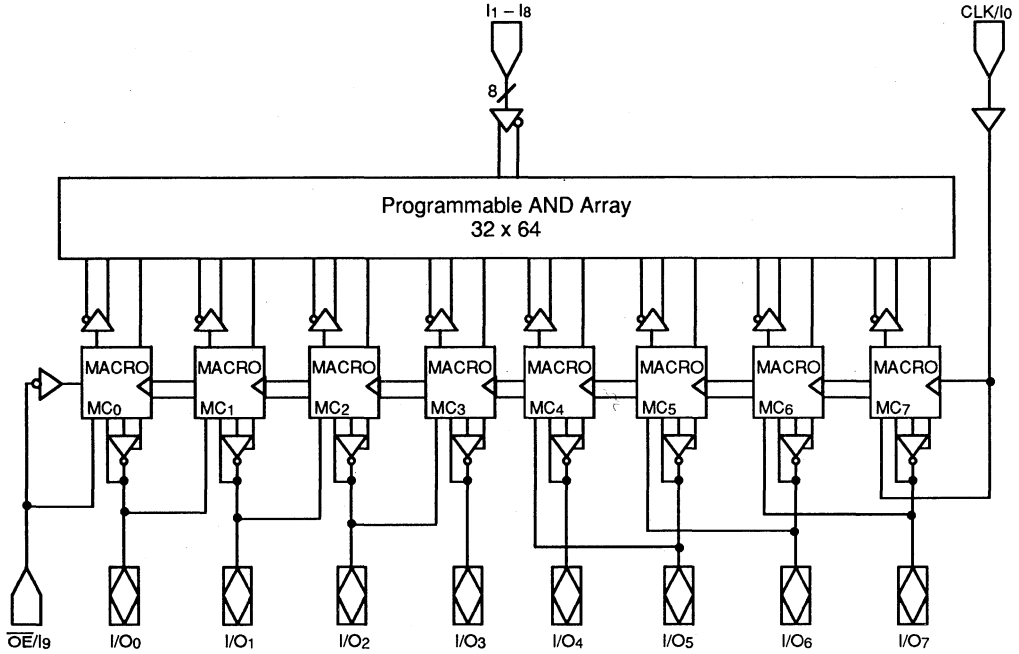 I1 – I8
CLK/I0
8
Programmable AND Array
32 x 64
MACRO MACRO MACRO MACRO MACRO MACRO MACRO MACRO
MC0 MC1 MC2 MC3 MC4 MC5 MC6 MC7
O̅E̅/I9 I/O0 I/O1 I/O2 I/O3 I/O4 I/O5 I/O6 I/O7